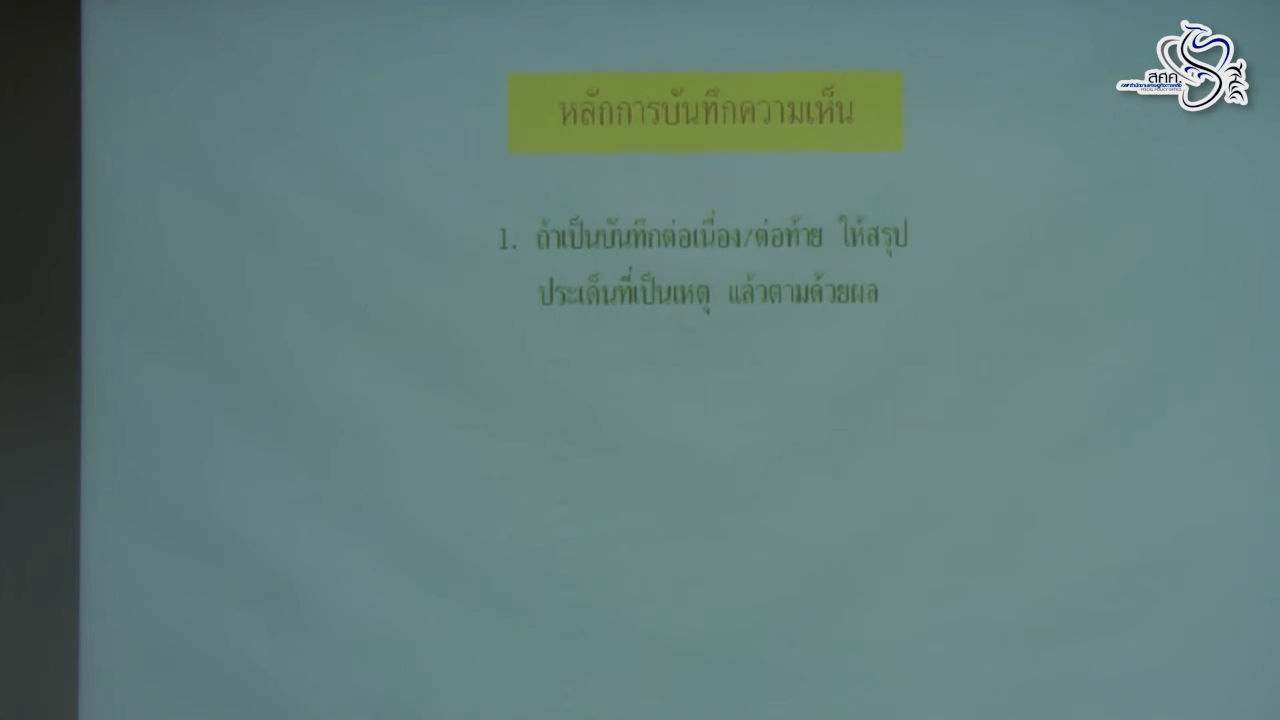 สศค.
หลักการบันทึกความเห็น
1. ถ้าเป็นบันทึกต่อเนื่อง/ต่อท้าย ให้สรุป
ประเด็นที่เป็นเหตุ แล้วตามด้วยผล